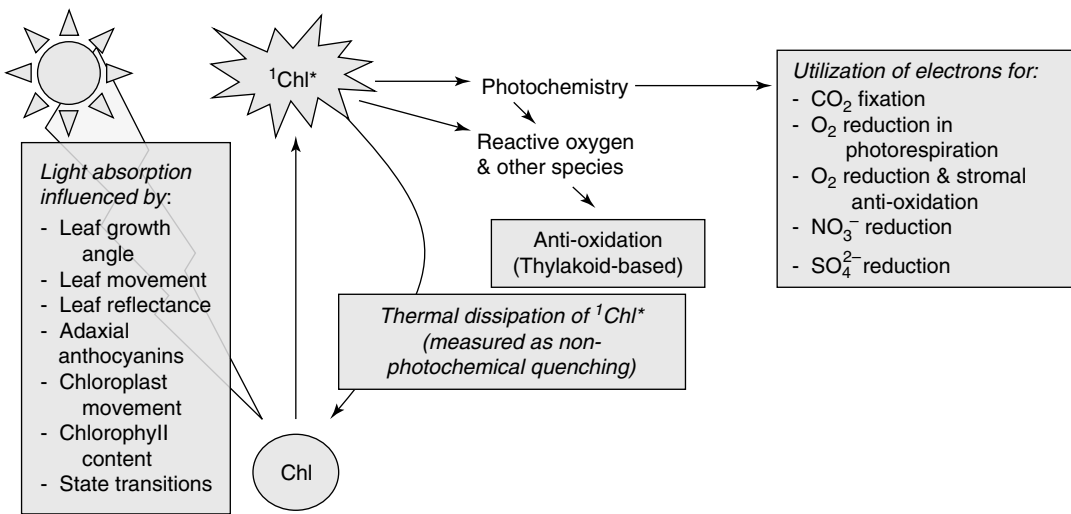 ¹Chl*
Photochemistry
Reactive oxygen
& other species
Anti-oxidation
(Thylakoid-based)
Utilization of electrons for:
- CO₂ fixation
- O₂ reduction in
photorespiration
- O₂ reduction & stromal
anti-oxidation
- NO₃⁻ reduction
- SO₄²⁻ reduction
Light absorption
influenced by:
- Leaf growth
angle
- Leaf movement
- Leaf reflectance
- Adaxial
anthocyanins
- Chloroplast
movement
- ChlorophyII
content
- State transitions
Thermal dissipation of ¹Chl*
(measured as non-
photochemical quenching)
Chl